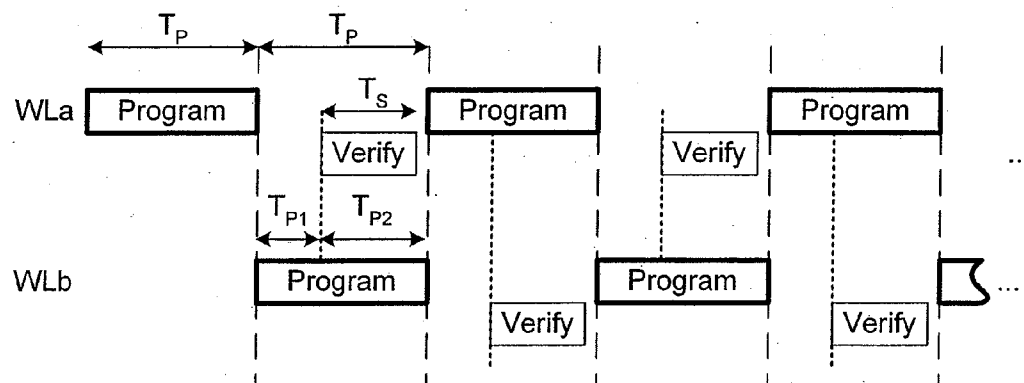 T_P T_P
T_S
WLa Program Program Program
Verify Verify
...
T_P1 T_P2
WLb Program Program ...
Verify Verify